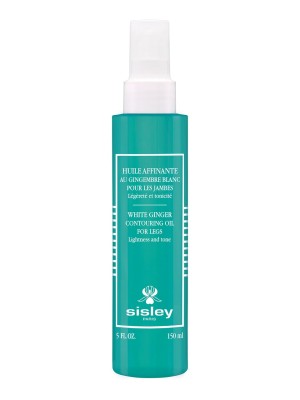 HUILE AFFINANTE
AU GINGEMBRE BLANC
POUR LES JAMBES
Légèreté et tonicité
WHITE GINGER
CONTOURING OIL
FOR LEGS
Lightness and tone
sisley
PARIS
5 FL.OZ. 150 ml